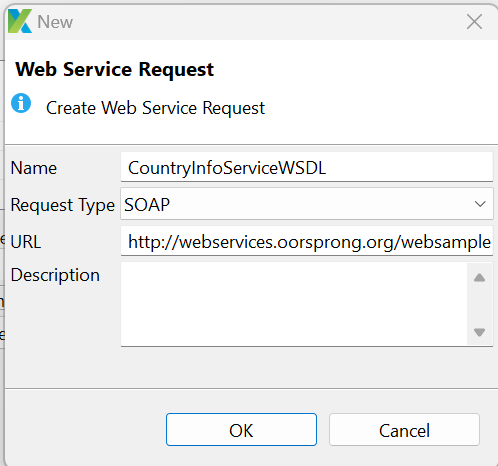 New
Web Service Request
Create Web Service Request
Name CountryInfoServiceWSDL
Request Type SOAP
URL http://webservices.oorsprong.org/websample
Description
OK Cancel